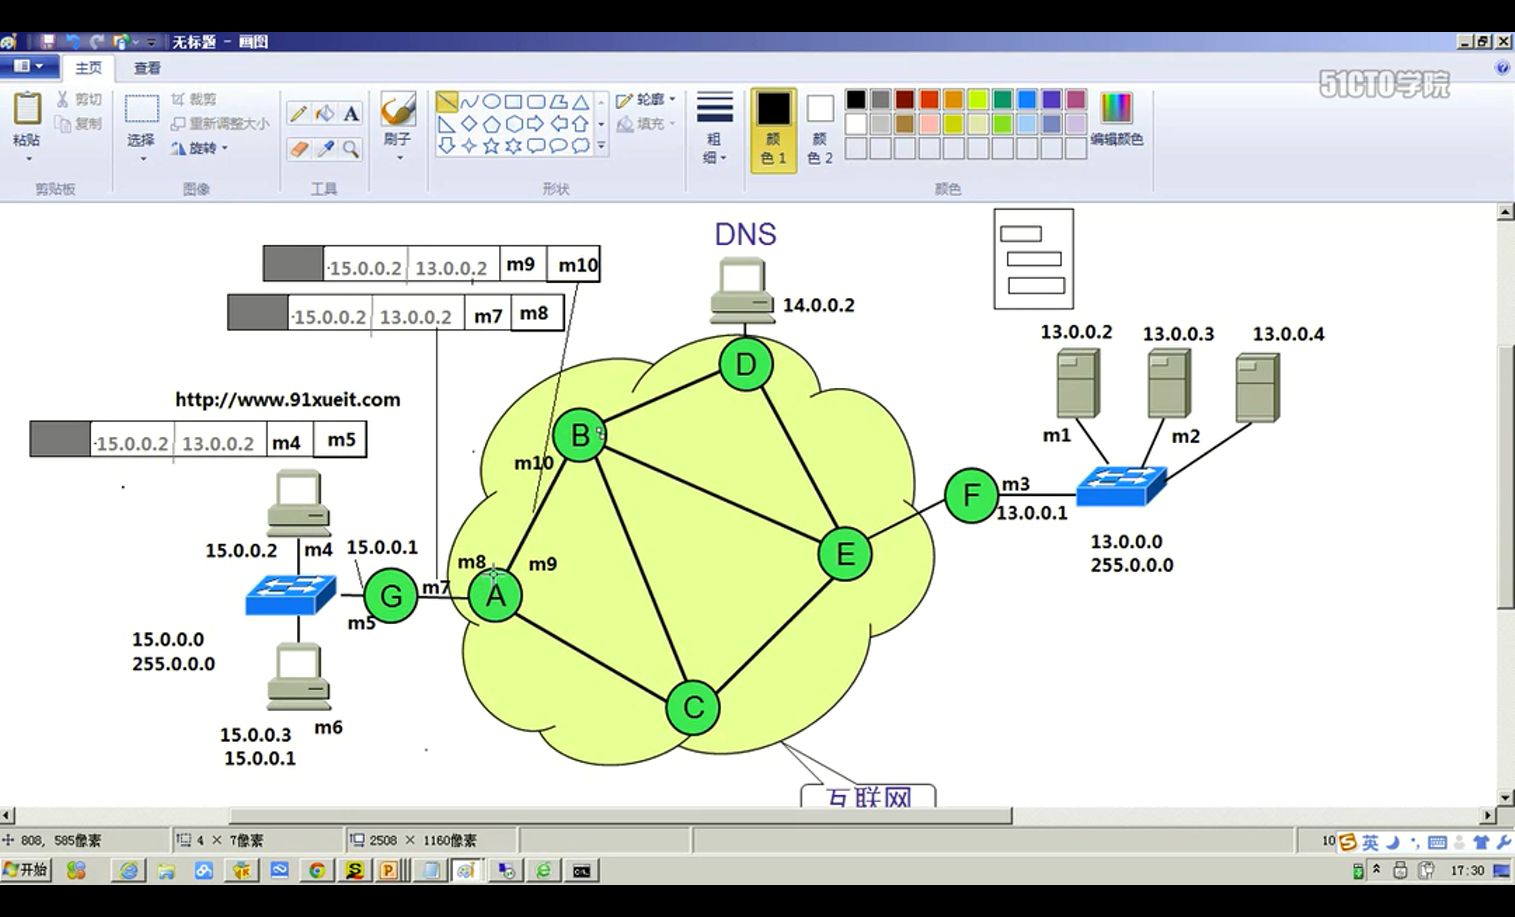 无标题 - 画图
主页
查看
51CTO学院
粘贴
剪切
复制
剪贴板
选择
裁剪
重新调整大小
旋转
图像
A
工具
刷子
轮廓
填充
形状
粗
细
颜
色 1
颜
色 2
编辑颜色
颜色
15.0.0.2 13.0.0.2 m9 m10
15.0.0.2 13.0.0.2 m7 m8
http://www.91xueit.com
15.0.0.2 13.0.0.2 m4 m5
DNS
14.0.0.2
D
B
m10
13.0.0.2
13.0.0.3
13.0.0.4
m1
m2
F
m3
13.0.0.1
13.0.0.0
255.0.0.0
E
15.0.0.2
m4
15.0.0.1
G
m5
m7
m8
A
m9
15.0.0.0
255.0.0.0
C
15.0.0.3
m6
15.0.0.1
互联网
808, 585像素
4 × 7像素
2508 × 1160像素
10
英
开始
17:30